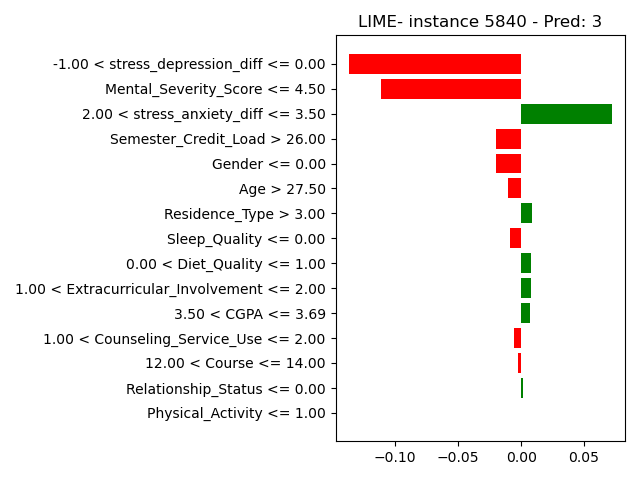 LIME- instance 5840 - Pred: 3
-1.00 < stress_depression_diff <= 0.00
Mental_Severity_Score <= 4.50
2.00 < stress_anxiety_diff <= 3.50
Semester_Credit_Load > 26.00
Gender <= 0.00
Age > 27.50
Residence_Type > 3.00
Sleep_Quality <= 0.00
0.00 < Diet_Quality <= 1.00
1.00 < Extracurricular_Involvement <= 2.00
3.50 < CGPA <= 3.69
1.00 < Counseling_Service_Use <= 2.00
12.00 < Course <= 14.00
Relationship_Status <= 0.00
Physical_Activity <= 1.00
−0.10 −0.05 0.00 0.05